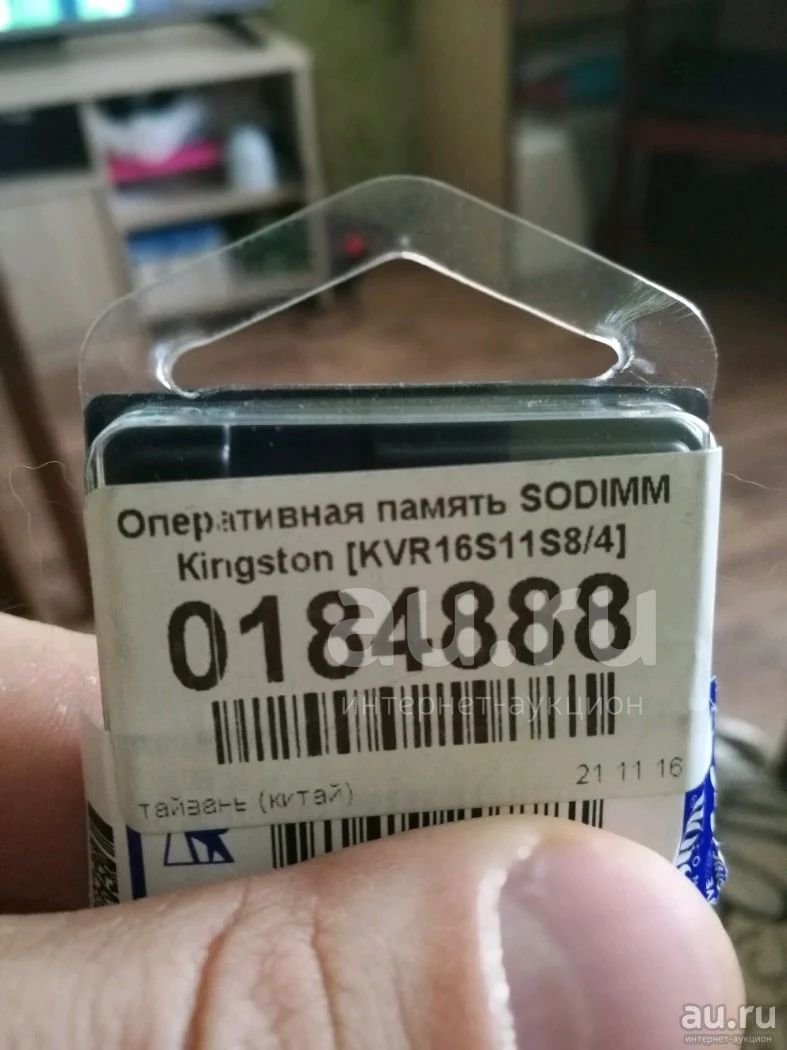 Оперативная память SODIMM
Kingston [KVR16S11S8/4]
0184888
au.ru
интернет-аукцион
21 11 16
тайвань (китай)
au.ru
интернет-аукцион